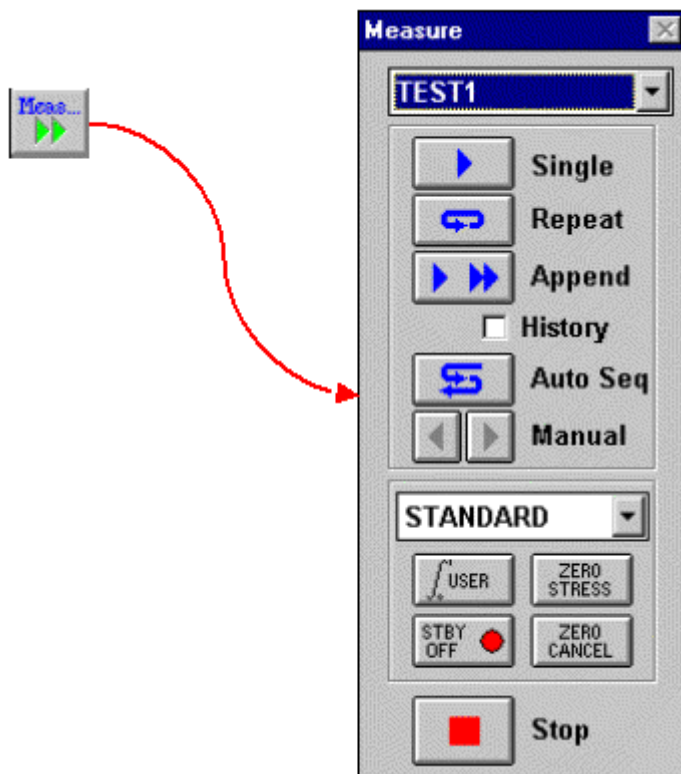 Meas...
Measure
TEST1
Single
Repeat
Append
History
Auto Seq
Manual
STANDARD
USER
ZERO
STRESS
STBY
OFF
ZERO
CANCEL
Stop